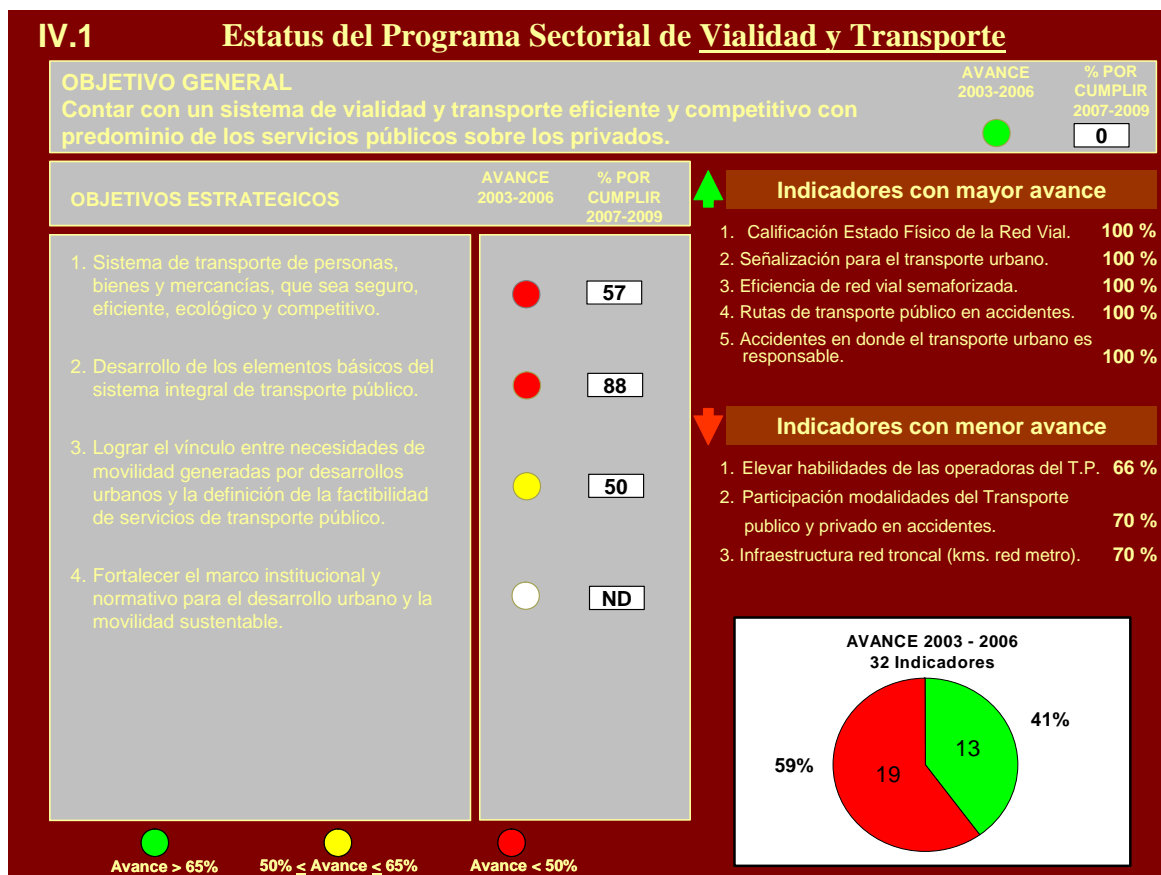 IV.1 Estatus del Programa Sectorial de Vialidad y Transporte
OBJETIVO GENERAL
Contar con un sistema de vialidad y transporte eficiente y competitivo con
predominio de los servicios públicos sobre los privados.
AVANCE
2003-2006
% POR
CUMPLIR
2007-2009
0
OBJETIVOS ESTRATEGICOS
AVANCE
2003-2006
% POR
CUMPLIR
2007-2009
1. Sistema de transporte de personas,
bienes y mercancías, que sea seguro,
eficiente, ecológico y competitivo.
57
2. Desarrollo de los elementos básicos del
sistema integral de transporte público.
88
3. Lograr el vínculo entre necesidades de
movilidad generadas por desarrollos
urbanos y la definición de la factibilidad
de servicios de transporte público.
50
4. Fortalecer el marco institucional y
normativo para el desarrollo urbano y la
movilidad sustentable.
ND
Indicadores con mayor avance
1. Calificación Estado Físico de la Red Vial. 100 %
2. Señalización para el transporte urbano. 100 %
3. Eficiencia de red vial semaforizada. 100 %
4. Rutas de transporte público en accidentes. 100 %
5. Accidentes en donde el transporte urbano es
responsable. 100 %
Indicadores con menor avance
1. Elevar habilidades de las operadoras del T.P. 66 %
2. Participación modalidades del Transporte
publico y privado en accidentes. 70 %
3. Infraestructura red troncal (kms. red metro). 70 %
AVANCE 2003 - 2006
32 Indicadores
41%
13
59%
19
Avance > 65%
50% ≤ Avance ≤ 65%
Avance < 50%